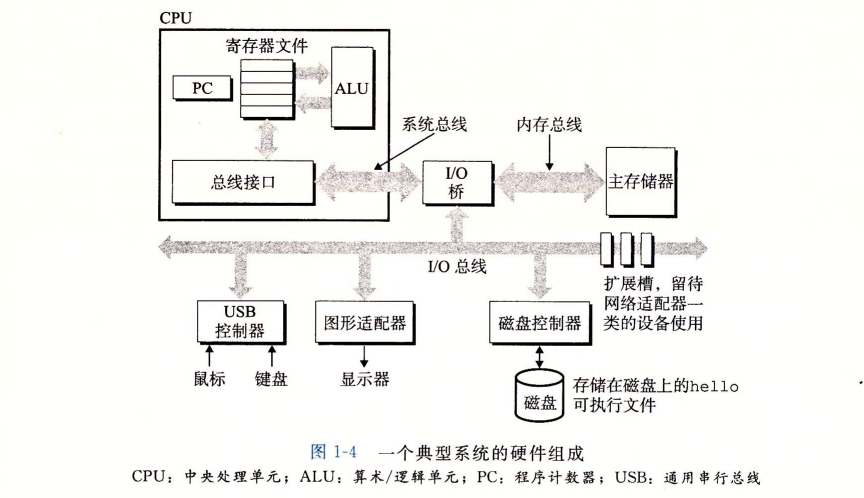 CPU
寄存器文件
PC
ALU
系统总线
内存总线
总线接口
I/O
桥
主存储器
I/O 总线
扩展槽，留待
网络适配器一
类的设备使用
USB
控制器
图形适配器
磁盘控制器
鼠标
键盘
显示器
磁盘
存储在磁盘上的hello
可执行文件
图 1-4 一个典型系统的硬件组成
CPU：中央处理单元；ALU：算术/逻辑单元；PC：程序计数器；USB：通用串行总线